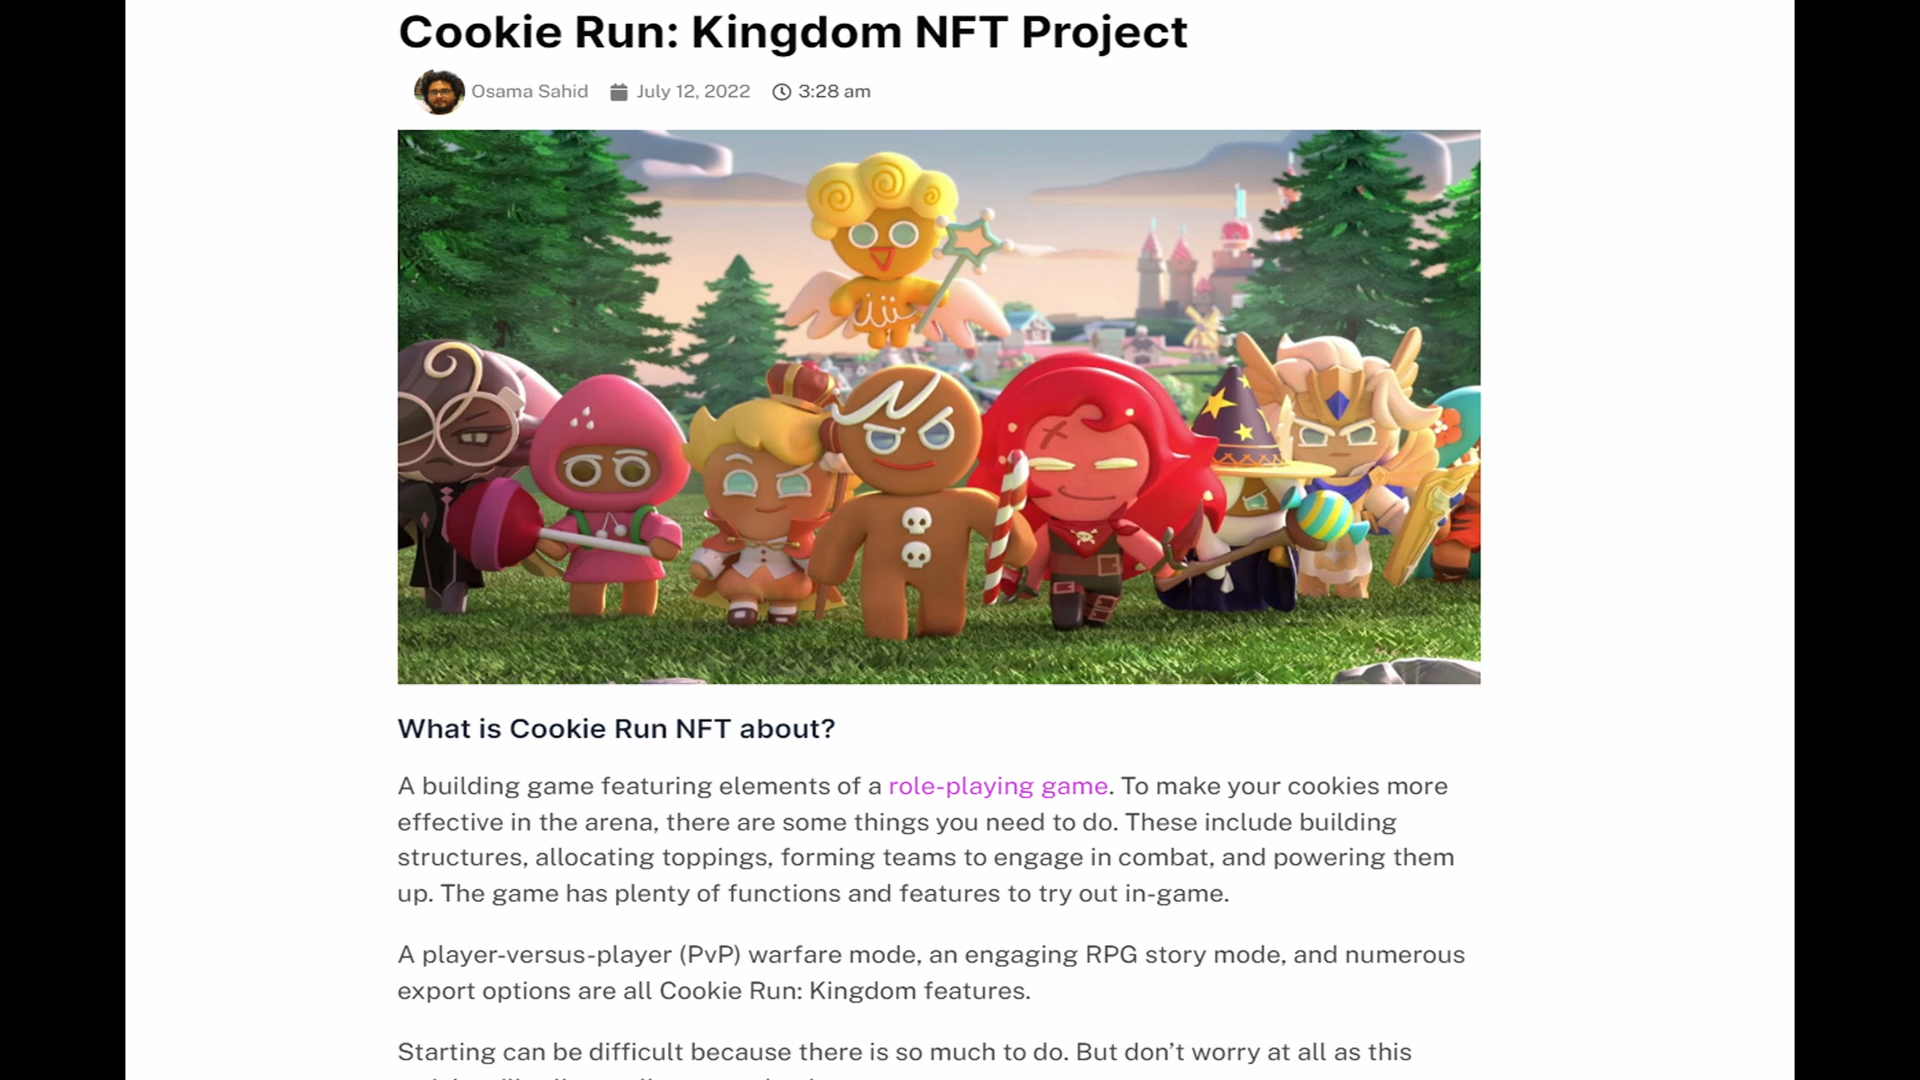 Cookie Run: Kingdom NFT Project
Osama Sahid July 12, 2022 3:28 am
What is Cookie Run NFT about?
A building game featuring elements of a role-playing game. To make your cookies more
effective in the arena, there are some things you need to do. These include building
structures, allocating toppings, forming teams to engage in combat, and powering them
up. The game has plenty of functions and features to try out in-game.
A player-versus-player (PvP) warfare mode, an engaging RPG story mode, and numerous
export options are all Cookie Run: Kingdom features.
Starting can be difficult because there is so much to do. But don’t worry at all as this